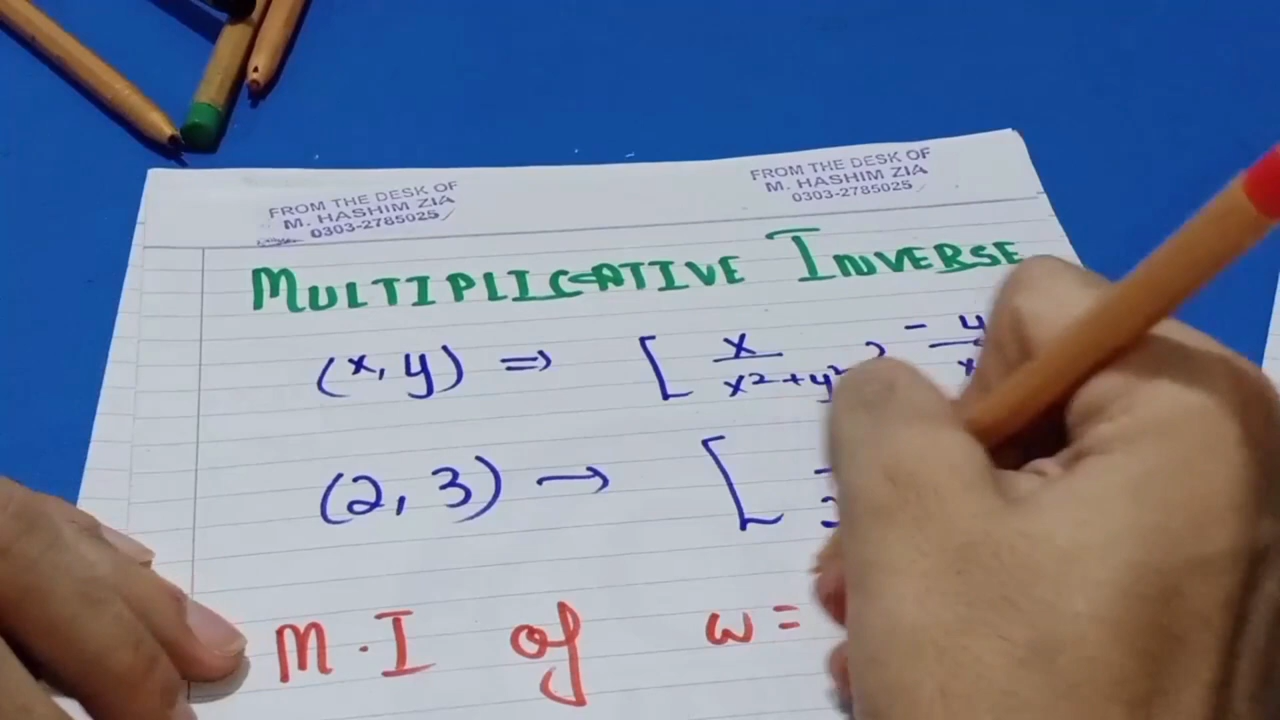 FROM THE DESK OF
M. HASHIM ZIA
0303-2785025
FROM THE DESK OF
M. HASHIM ZIA
0303-2785025
MULTIPLICATIVE INVERSE
(x, y) ⇒ [ x/x²+y² , -y/x
(2, 3) → [
M.I of ω =